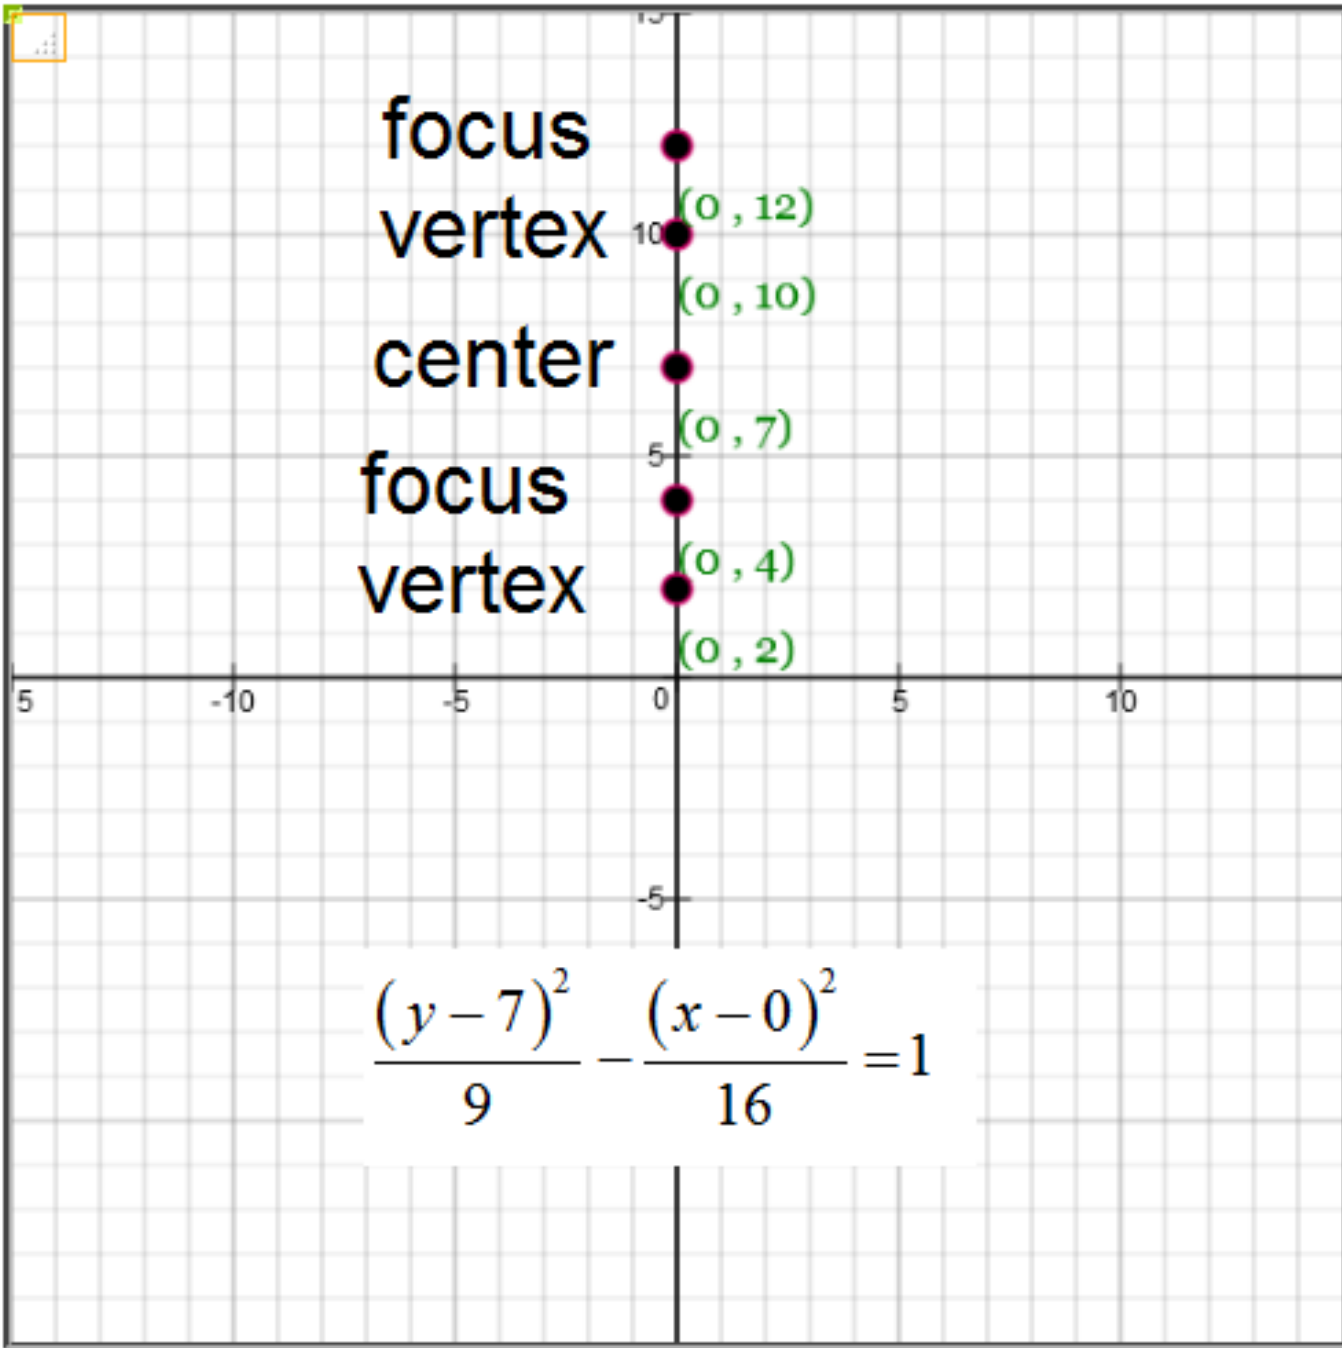 15
focus
(0 , 12)
vertex
10
(0 , 10)
center
(0 , 7)
5
focus
(0 , 4)
vertex
(0 , 2)
5 -10 -5 0 5 10
-5
(y − 7)² / 9 − (x − 0)² / 16 = 1